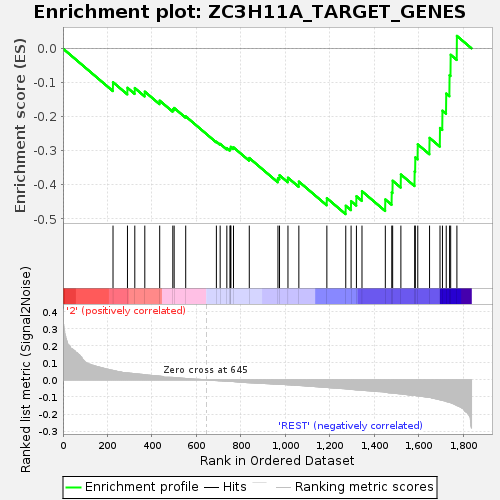 Enrichment plot: ZC3H11A_TARGET_GENES
Enrichment score (ES)
0.0
-0.1
-0.2
-0.3
-0.4
-0.5
'2' (positively correlated)
Ranked list metric (Signal2Noise)
0.4
0.3
0.2
0.1
0.0
-0.1
-0.2
-0.3
Zero cross at 645
'REST' (negatively correlated)
0 200 400 600 800 1,000 1,200 1,400 1,600 1,800
Rank in Ordered Dataset
Enrichment profile Hits Ranking metric scores